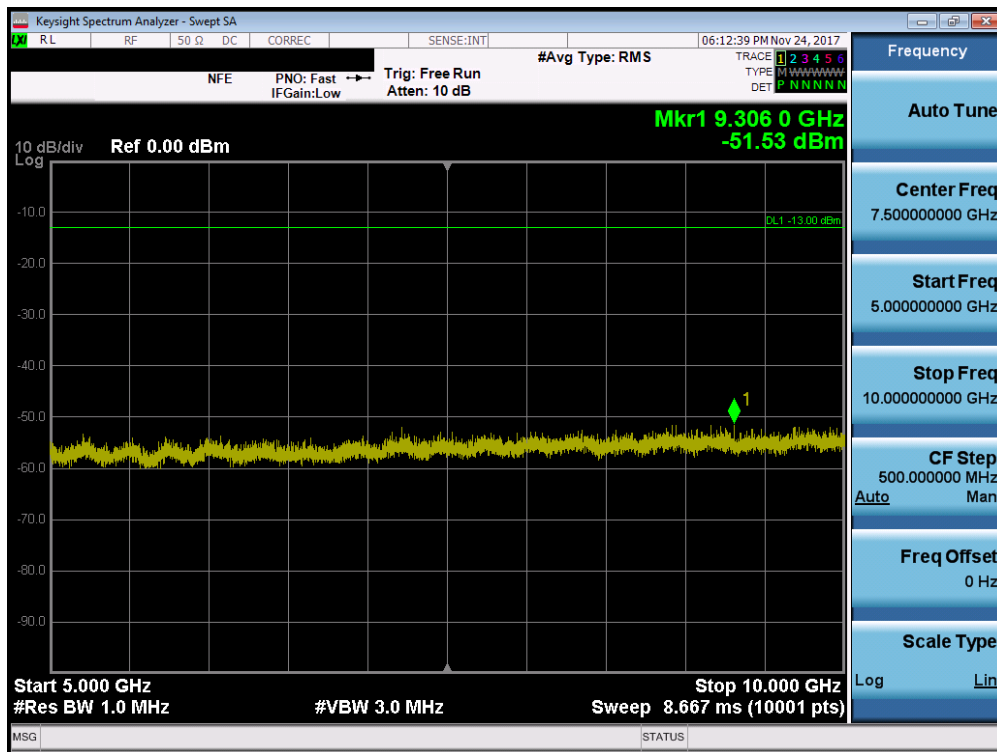 Keysight Spectrum Analyzer - Swept SA
LXI RL RF 50 Ω DC CORREC SENSE:INT 06:12:39 PM Nov 24, 2017
Frequency
NFE PNO: Fast Trig: Free Run #Avg Type: RMS TRACE 1 2 3 4 5 6
IFGain:Low Atten: 10 dB TYPE M WWWWW
DET P N N N N N
Auto Tune
Mkr1 9.306 0 GHz
-51.53 dBm
10 dB/div Ref 0.00 dBm
Log
Center Freq
7.500000000 GHz
-10.0
DL1 -13.00 dBm
-20.0
Start Freq
5.000000000 GHz
-30.0
-40.0
Stop Freq
10.000000000 GHz
1
-50.0
-60.0
CF Step
500.000000 MHz
Auto Man
-70.0
Freq Offset
0 Hz
-80.0
-90.0
Scale Type
Log Lin
Start 5.000 GHz Stop 10.000 GHz
#Res BW 1.0 MHz #VBW 3.0 MHz Sweep 8.667 ms (10001 pts)
MSG STATUS